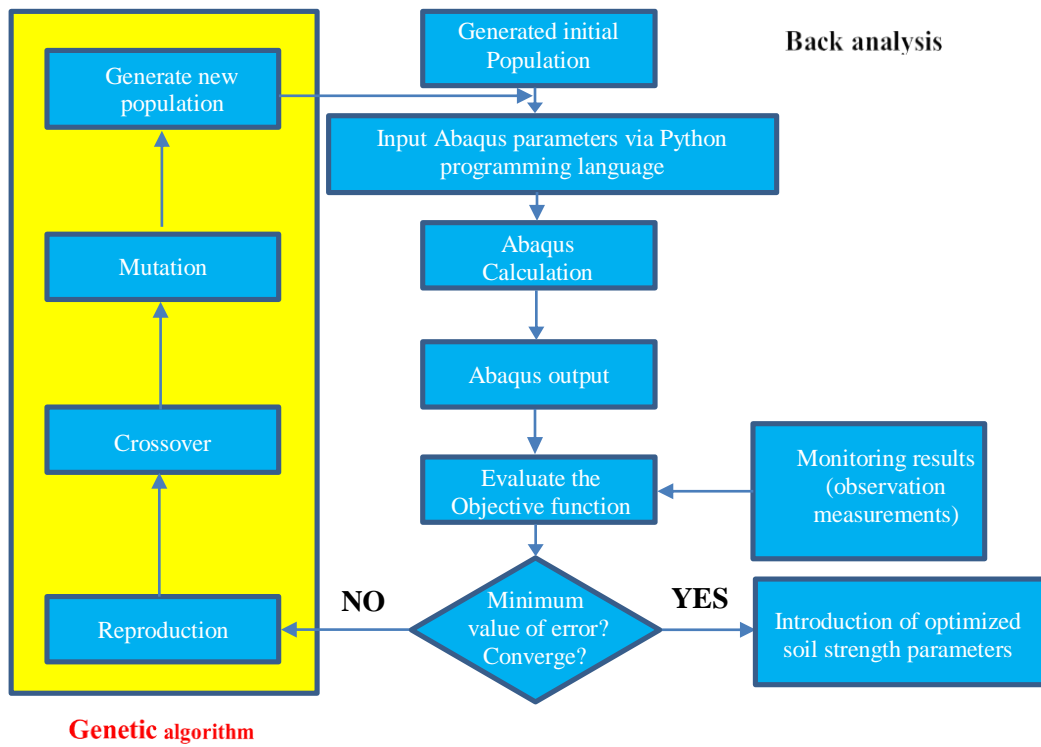 Generated initial
Population
Back analysis
Generate new
population
Input Abaqus parameters via Python
programming language
Mutation
Abaqus
Calculation
Abaqus output
Crossover
Evaluate the
Objective function
Monitoring results
(observation
measurements)
NO
Minimum
value of error?
Converge?
YES
Reproduction
Introduction of optimized
soil strength parameters
Genetic algorithm